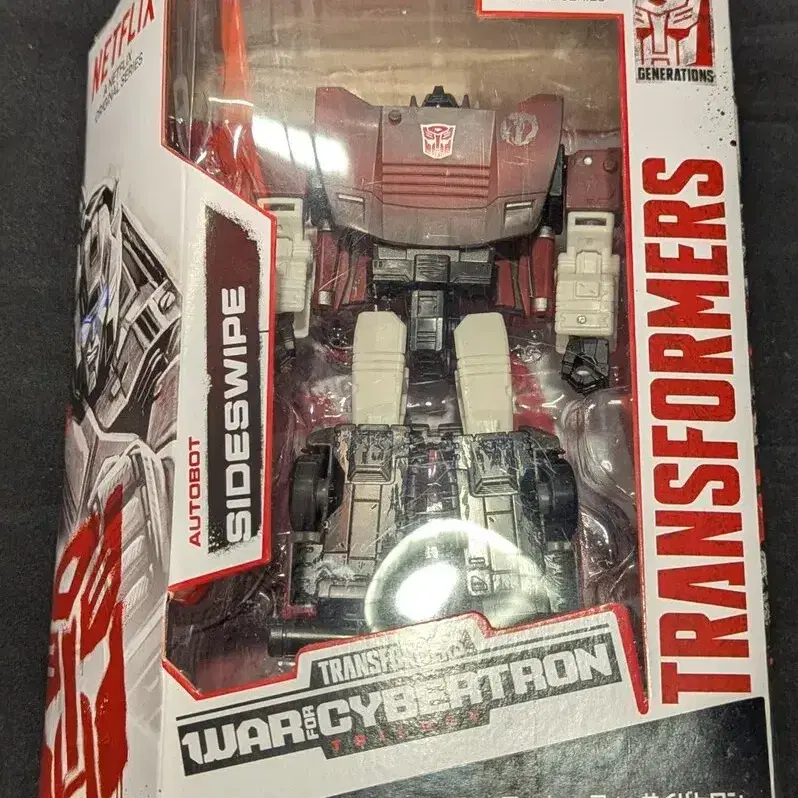 NETFLIX
A NETFLIX
ORIGINAL SERIES
GENERATIONS
TRANSFORMERS
AUTOBOT
SIDESWIPE
TRANSFORMERS
WAR FOR CYBERTRON
TRILOGY